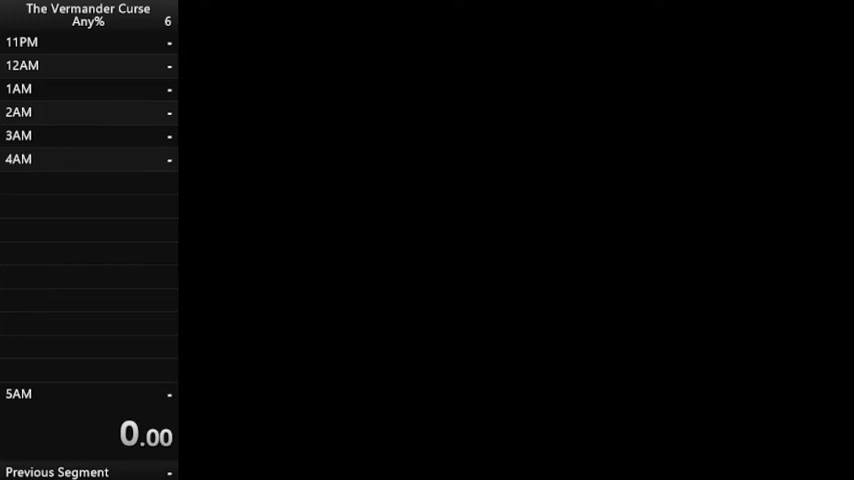 The Vermander Curse
Any% 6
11PM -
12AM -
1AM -
2AM -
3AM -
4AM -
5AM -
0.00
Previous Segment -